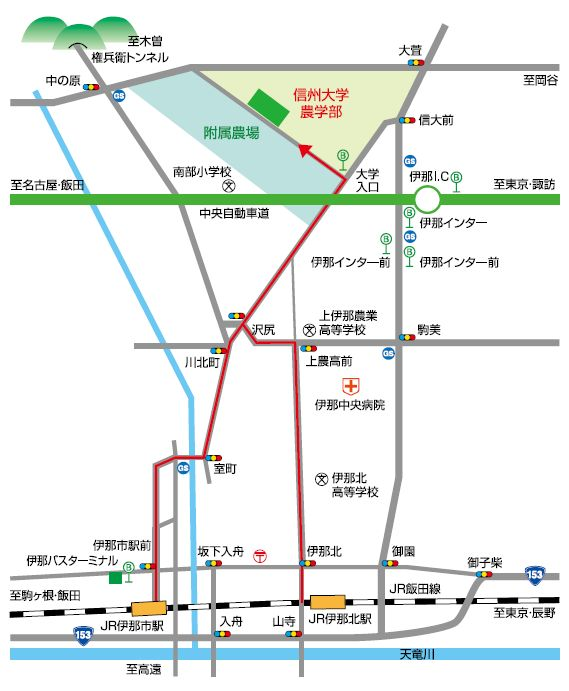 至木曽
権兵衛トンネル
大萱
中の原
至岡谷
GS
信州大学
農学部
信大前
附属農場
GS
B
南部小学校
文
大学
入口
伊那I.C
B
至名古屋・飯田
至東京・諏訪
中央自動車道
B
伊那インター
B
GS
伊那インター前
B
伊那インター前
沢尻
上伊那農業
高等学校
文
駒美
川北町
上農高前
GS
伊那中央病院
室町
GS
文
伊那北
高等学校
伊那市駅前
坂下入舟
〒
伊那北
御園
伊那バスターミナル
B
御子柴
153
至駒ヶ根・飯田
JR飯田線
JR伊那市駅
JR伊那北駅
至東京・辰野
153
入舟
山寺
天竜川
至高遠